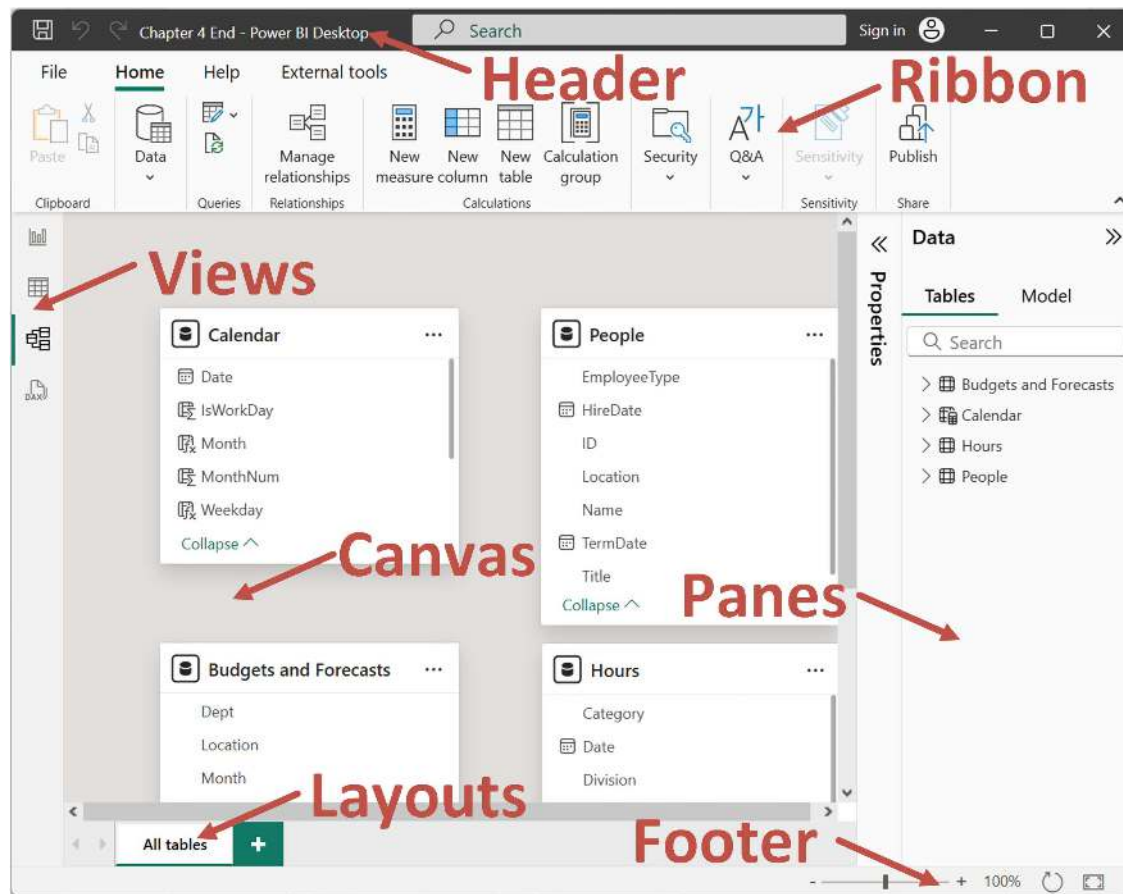 Chapter 4 End - Power BI Desktop
Search
Sign in
Header
Ribbon
File Home Help External tools
Paste
Data
Manage relationships
New measure
New column
New table
Calculation group
Security
Q&A
Sensitivity
Publish
Clipboard Queries Relationships Calculations Sensitivity Share
Views
DAX
Calendar
Date
IsWorkDay
Month
MonthNum
Weekday
Collapse
People
EmployeeType
HireDate
ID
Location
Name
TermDate
Title
Collapse
Canvas
Budgets and Forecasts
Dept
Location
Month
Hours
Category
Date
Division
Properties
Data
Tables Model
Search
Budgets and Forecasts
Calendar
Hours
People
Panes
Layouts
All tables
+
Footer
- + 100%